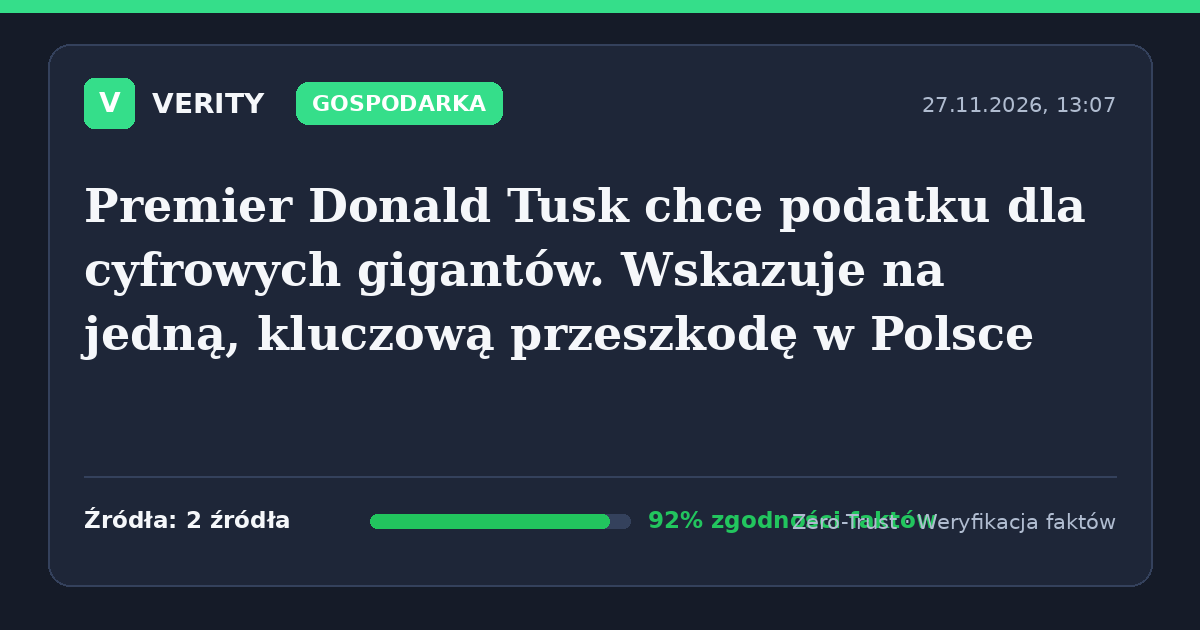 V VERITY GOSPODARKA 27.11.2026, 13:07
Premier Donald Tusk chce podatku dla
cyfrowych gigantów. Wskazuje na
jedną, kluczową przeszkodę w Polsce
Źródła: 2 źródła 92% zgodności faktów Zero-Trust · Weryfikacja faktów